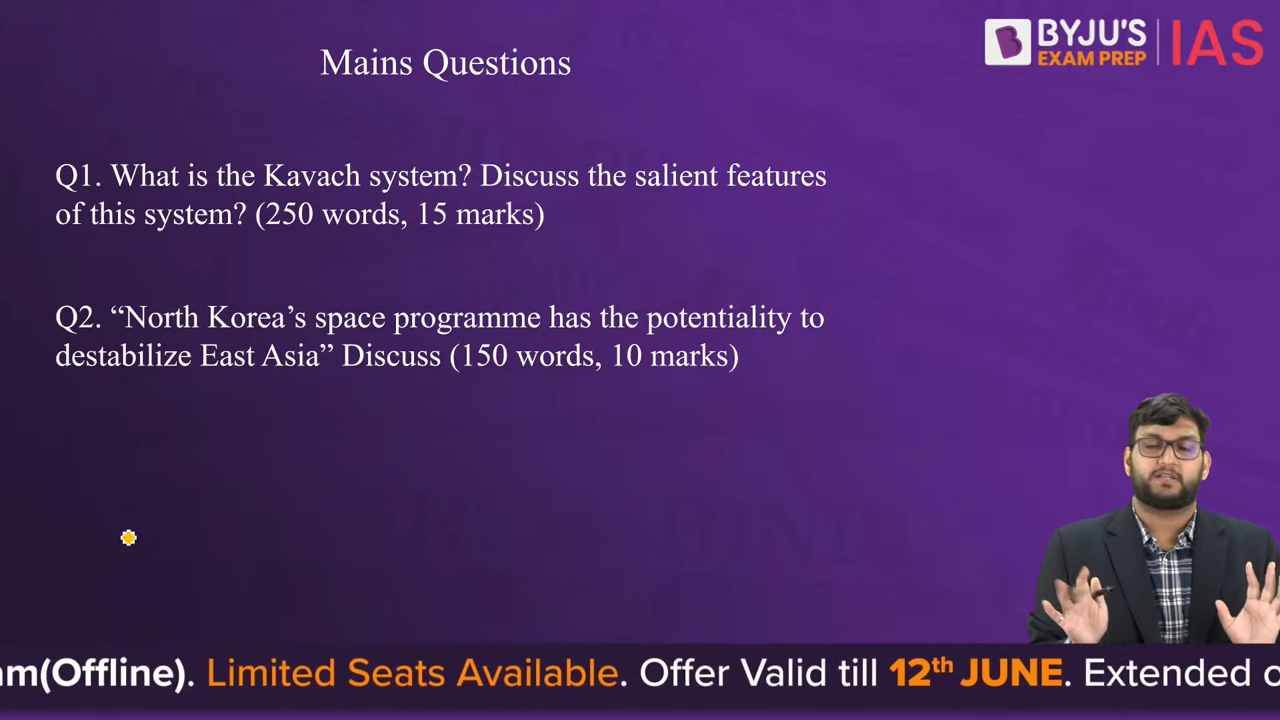 Mains Questions
BYJU'S
EXAM PREP
IAS
Q1. What is the Kavach system? Discuss the salient features
of this system? (250 words, 15 marks)
Q2. “North Korea’s space programme has the potentiality to
destabilize East Asia” Discuss (150 words, 10 marks)
am(Offline). Limited Seats Available. Offer Valid till 12th JUNE. Extended o